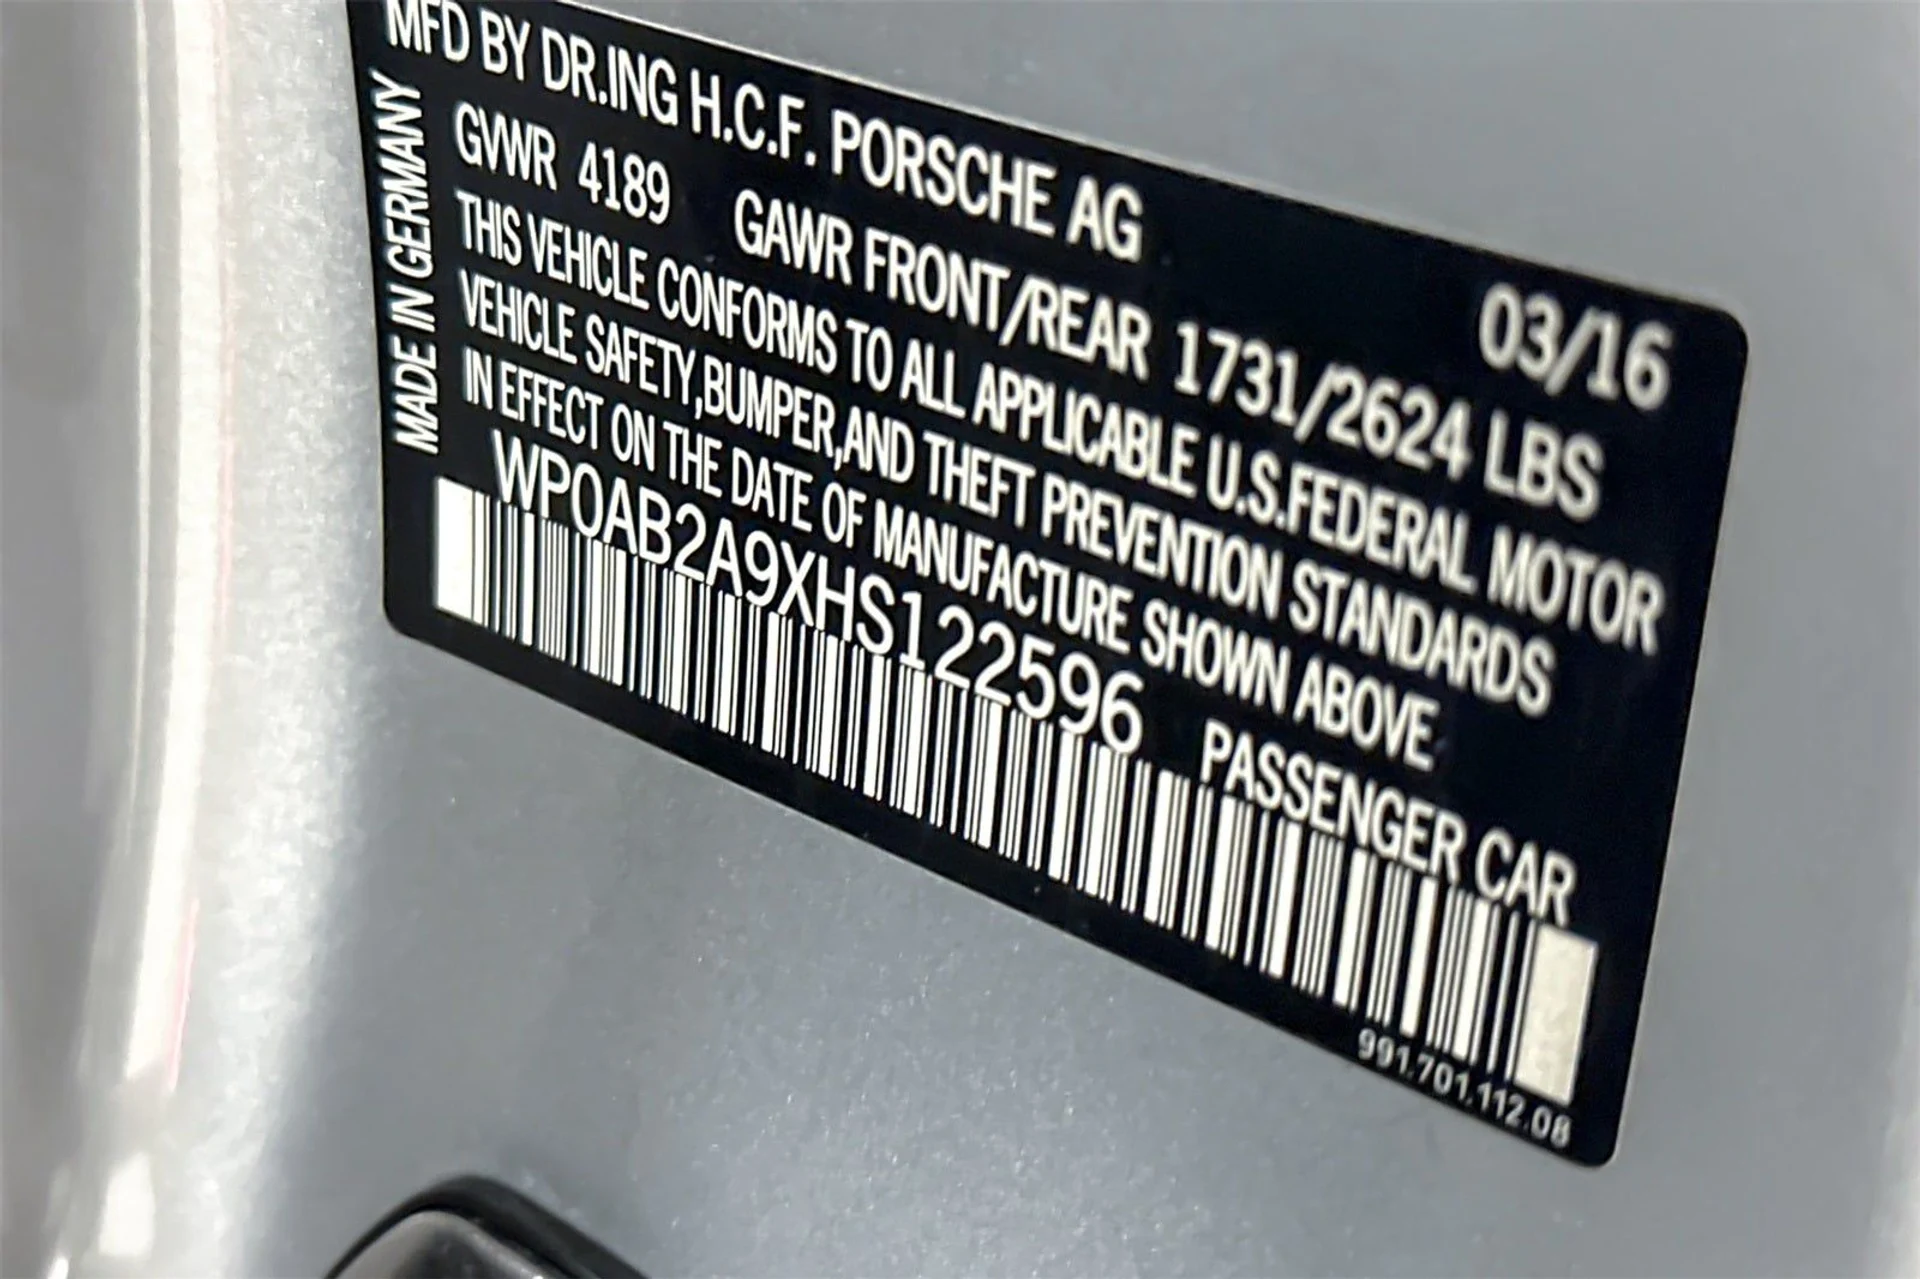 MFD BY DR.ING H.C.F. PORSCHE AG
03/16
GVWR 4189 GAWR FRONT/REAR 1731/2624 LBS
THIS VEHICLE CONFORMS TO ALL APPLICABLE U.S.FEDERAL MOTOR
VEHICLE SAFETY,BUMPER,AND THEFT PREVENTION STANDARDS
IN EFFECT ON THE DATE OF MANUFACTURE SHOWN ABOVE.
WP0AB2A9XHS122596 PASSENGER CAR
991.701.112.08
MADE IN GERMANY